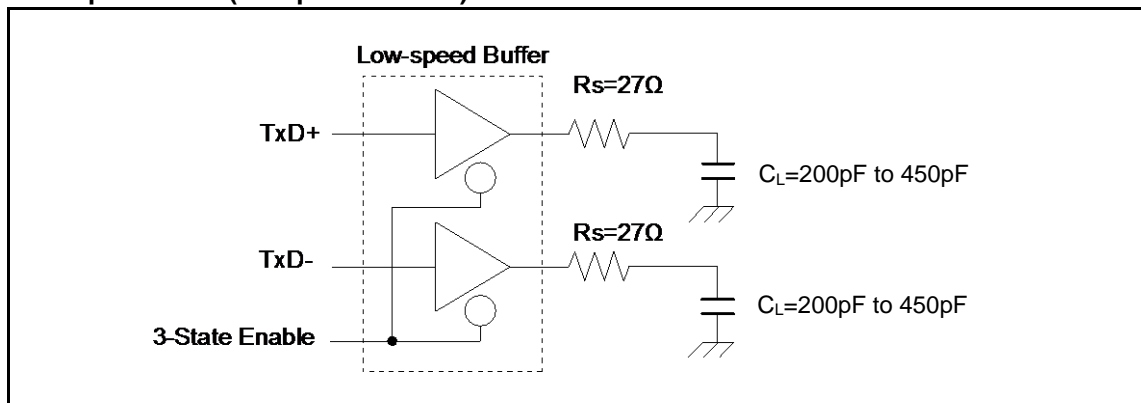 Low-speed Buffer
Rs=27Ω
TxD+
CL=200pF to 450pF
Rs=27Ω
TxD-
CL=200pF to 450pF
3-State Enable